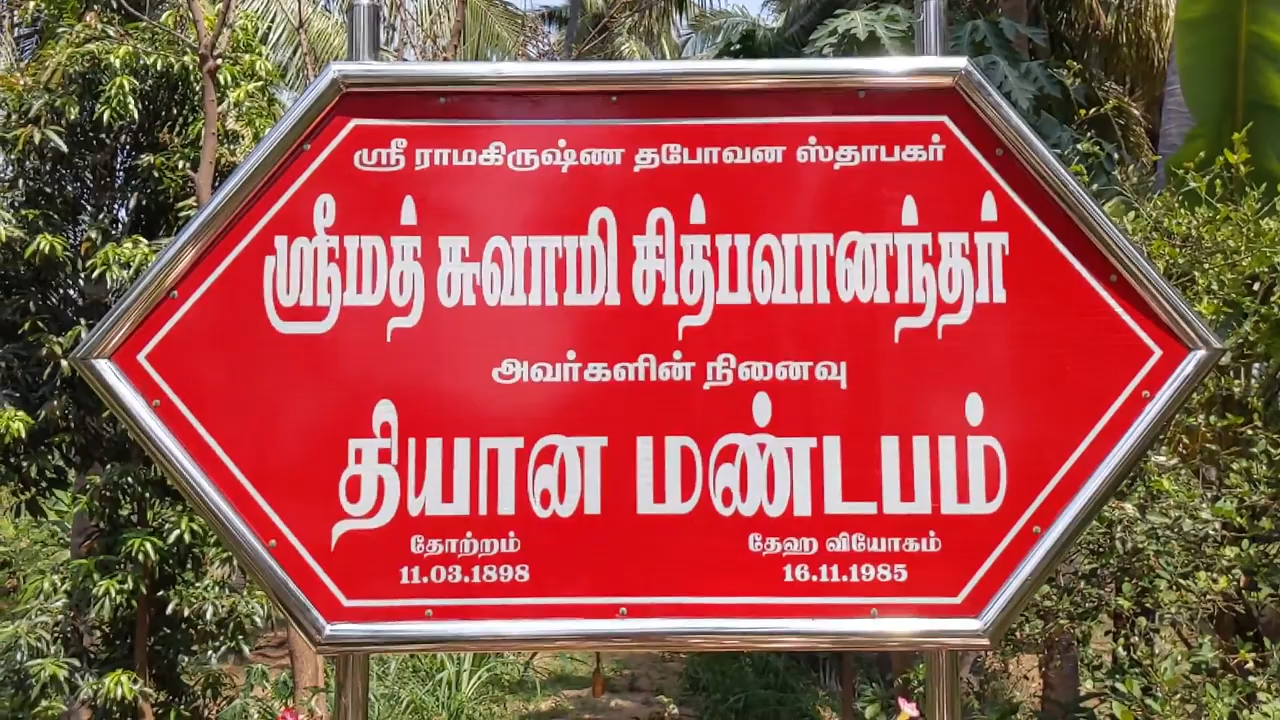 ஸ்ரீ ராமகிருஷ்ண தபோவன ஸ்தாபகர்
ஸ்ரீமத் சுவாமி சித்பவானந்தர்
அவர்களின் நினைவு
தியான மண்டபம்
தோற்றம் தேஹ வியோகம்
11.03.1898 16.11.1985